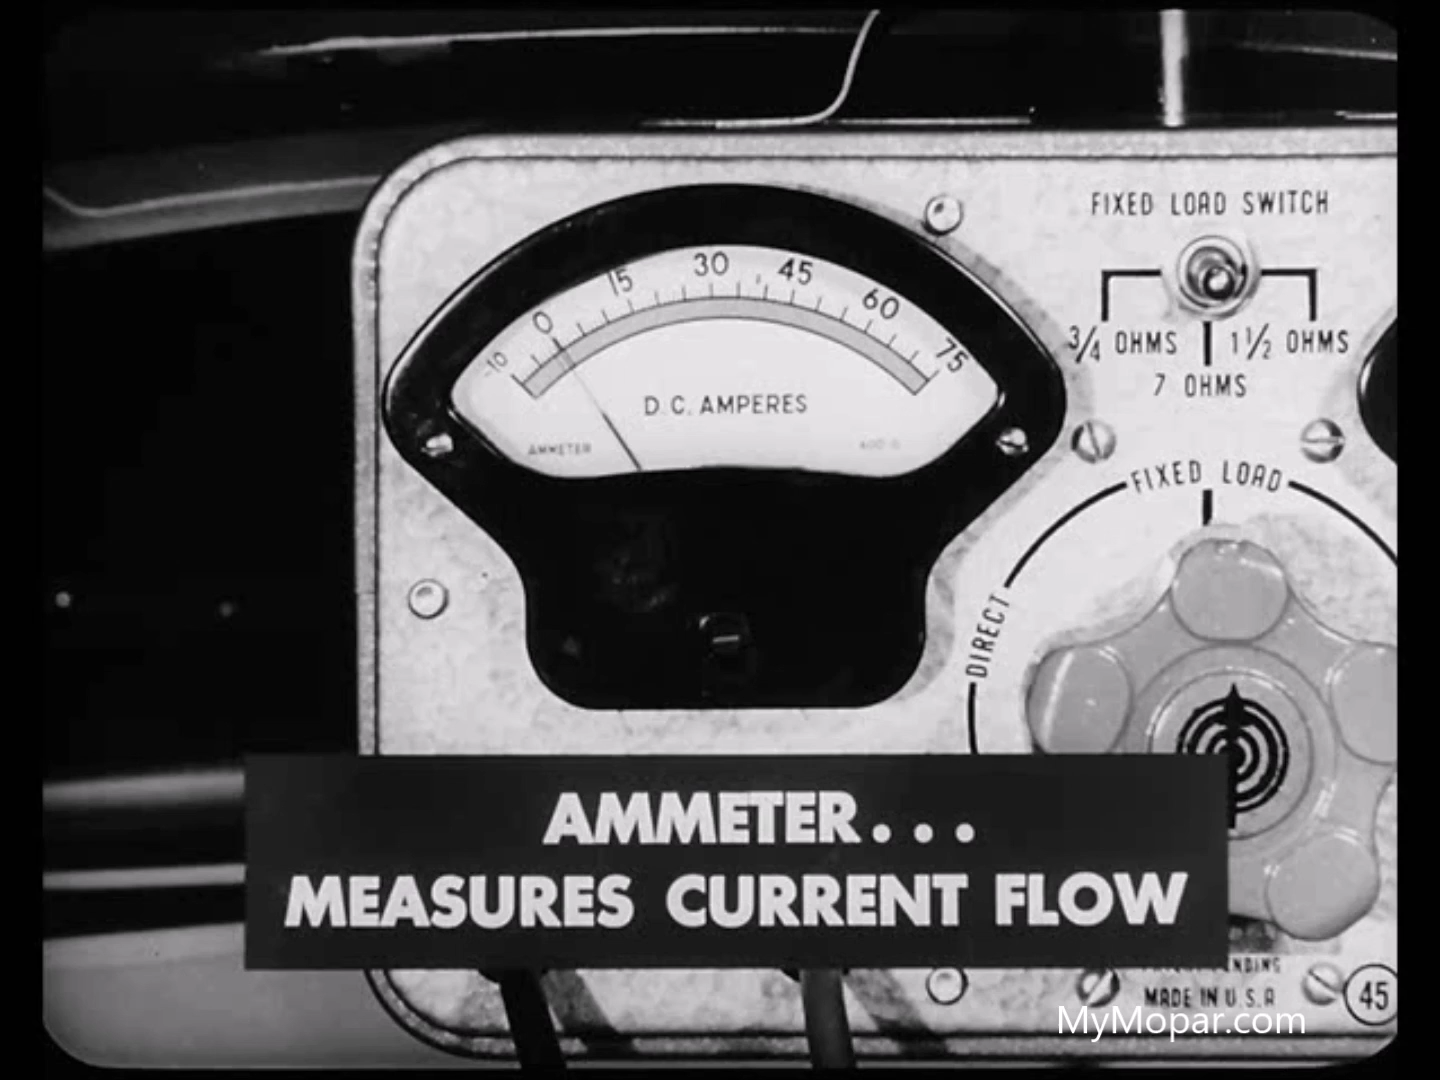 FIXED LOAD SWITCH
3/4 OHMS
1 1/2 OHMS
7 OHMS
-10 0 15 30 45 60 75
D.C. AMPERES
AMMETER
FIXED LOAD
DIRECT
AMMETER...
MEASURES CURRENT FLOW
MADE IN U.S.A
45
MyMopar.com